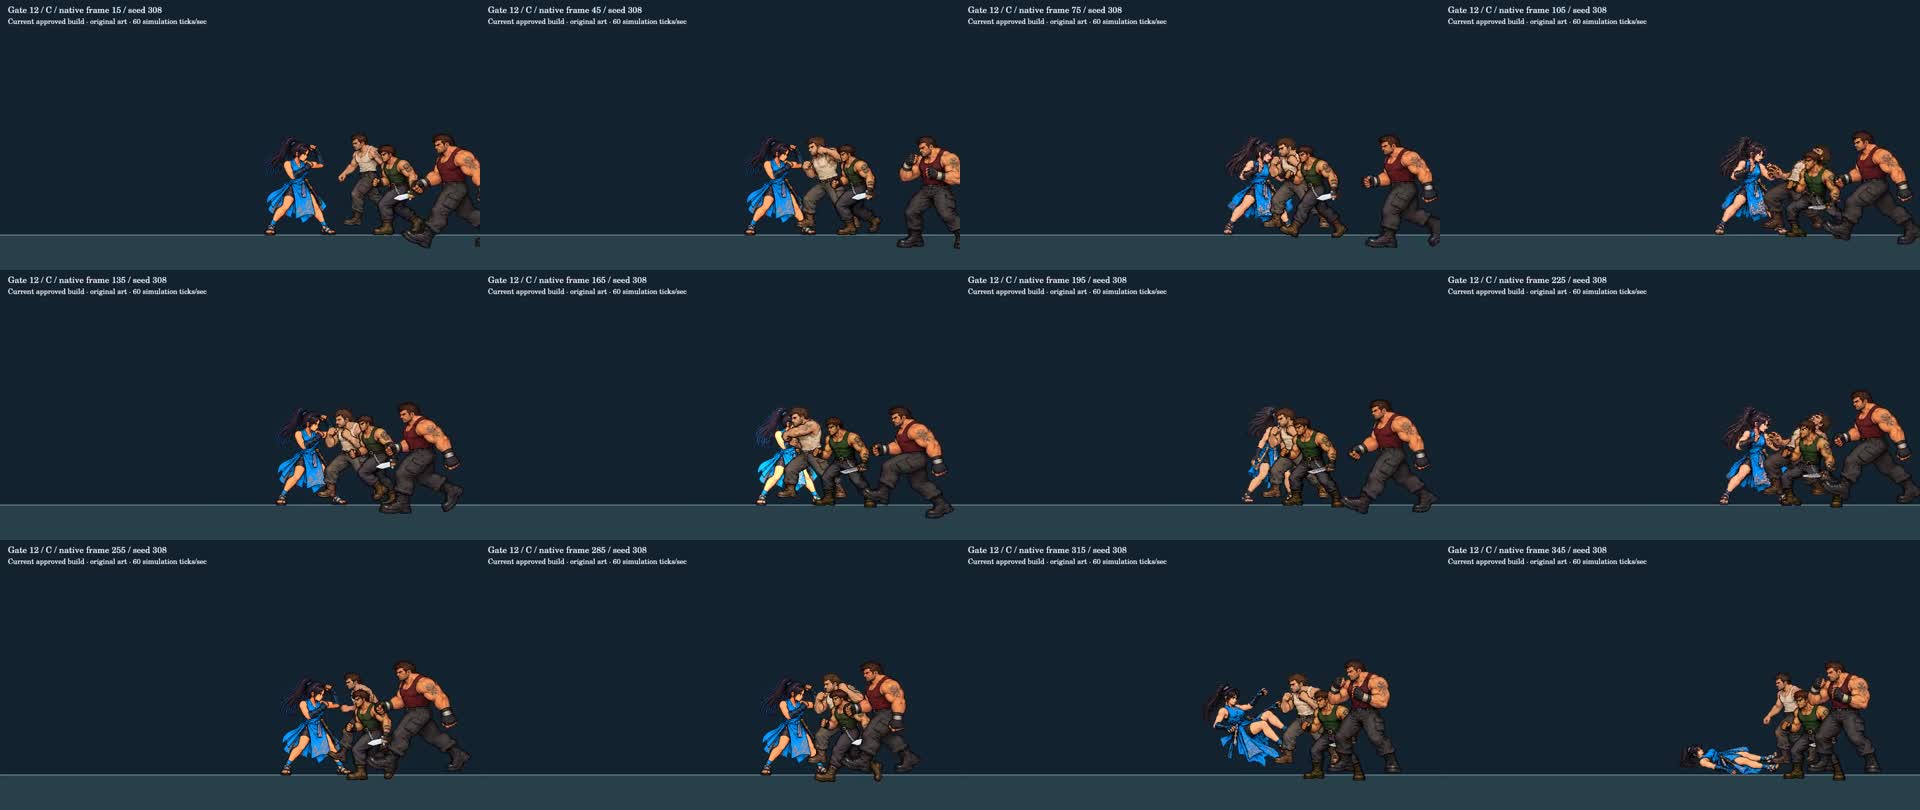 Gate 12 / C / native frame 15 / seed 308
Current approved build - original art - 60 simulation ticks/sec
Gate 12 / C / native frame 45 / seed 308
Current approved build - original art - 60 simulation ticks/sec
Gate 12 / C / native frame 75 / seed 308
Current approved build - original art - 60 simulation ticks/sec
Gate 12 / C / native frame 105 / seed 308
Current approved build - original art - 60 simulation ticks/sec
Gate 12 / C / native frame 135 / seed 308
Current approved build - original art - 60 simulation ticks/sec
Gate 12 / C / native frame 165 / seed 308
Current approved build - original art - 60 simulation ticks/sec
Gate 12 / C / native frame 195 / seed 308
Current approved build - original art - 60 simulation ticks/sec
Gate 12 / C / native frame 225 / seed 308
Current approved build - original art - 60 simulation ticks/sec
Gate 12 / C / native frame 255 / seed 308
Current approved build - original art - 60 simulation ticks/sec
Gate 12 / C / native frame 285 / seed 308
Current approved build - original art - 60 simulation ticks/sec
Gate 12 / C / native frame 315 / seed 308
Current approved build - original art - 60 simulation ticks/sec
Gate 12 / C / native frame 345 / seed 308
Current approved build - original art - 60 simulation ticks/sec